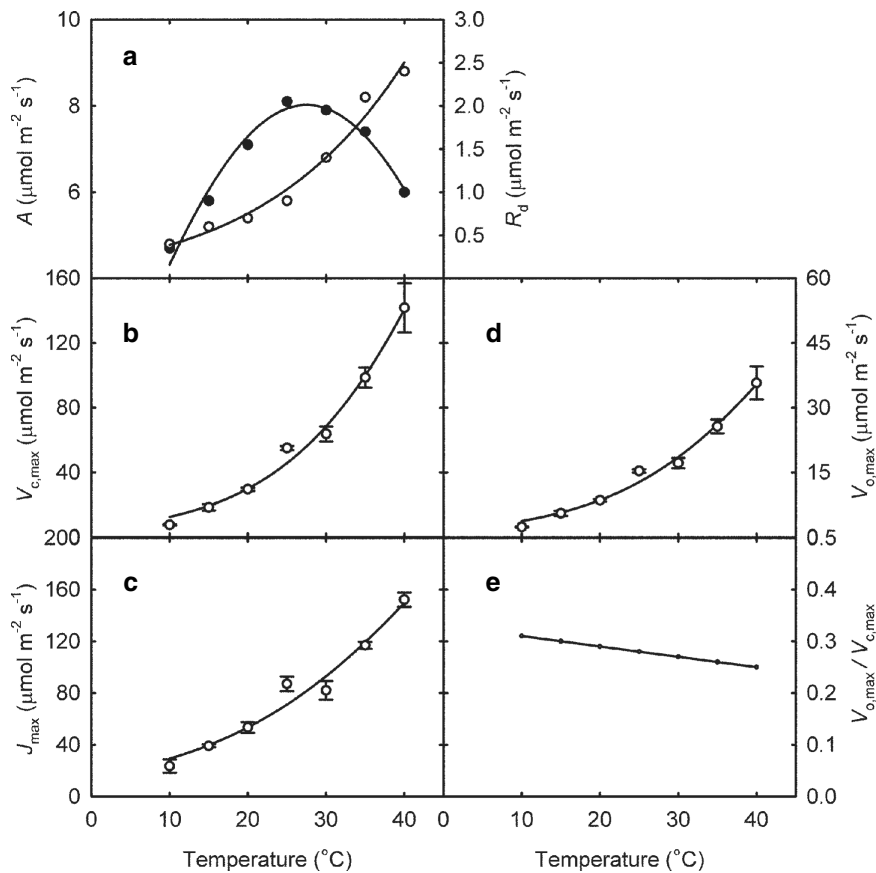 a
A (μmol m⁻² s⁻¹)
10
8
6
R_d (μmol m⁻² s⁻¹)
3.0
2.5
2.0
1.5
1.0
0.5
b
V_c,max (μmol m⁻² s⁻¹)
160
120
80
40
200
d
V_o,max (μmol m⁻² s⁻¹)
60
45
30
15
0.5
c
J_max (μmol m⁻² s⁻¹)
160
120
80
40
0
e
V_o,max / V_c,max
0.4
0.3
0.2
0.1
0.0
0 10 20 30 40 0 10 20 30 40
Temperature (°C)
Temperature (°C)